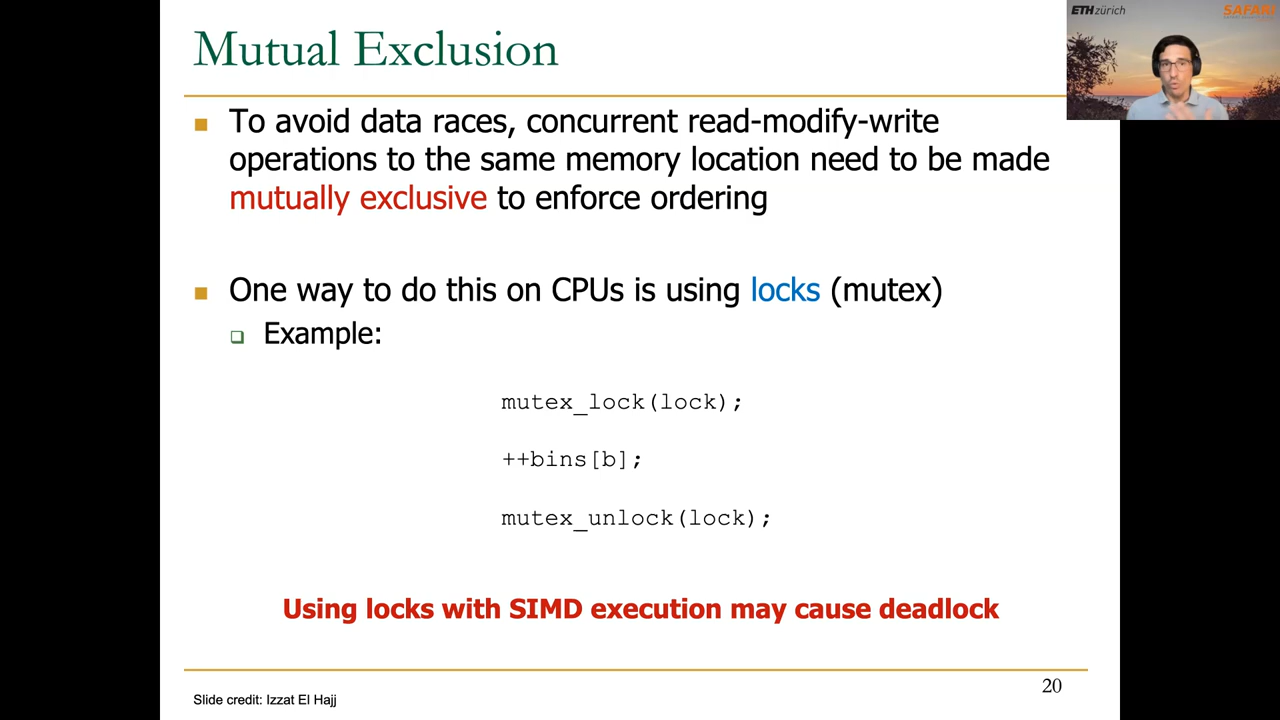 Mutual Exclusion
ETH zürich
SAFARI
■ To avoid data races, concurrent read-modify-write
operations to the same memory location need to be made
mutually exclusive to enforce ordering
■ One way to do this on CPUs is using locks (mutex)
❑ Example:
mutex_lock(lock);
++bins[b];
mutex_unlock(lock);
Using locks with SIMD execution may cause deadlock
Slide credit: Izzat El Hajj
20